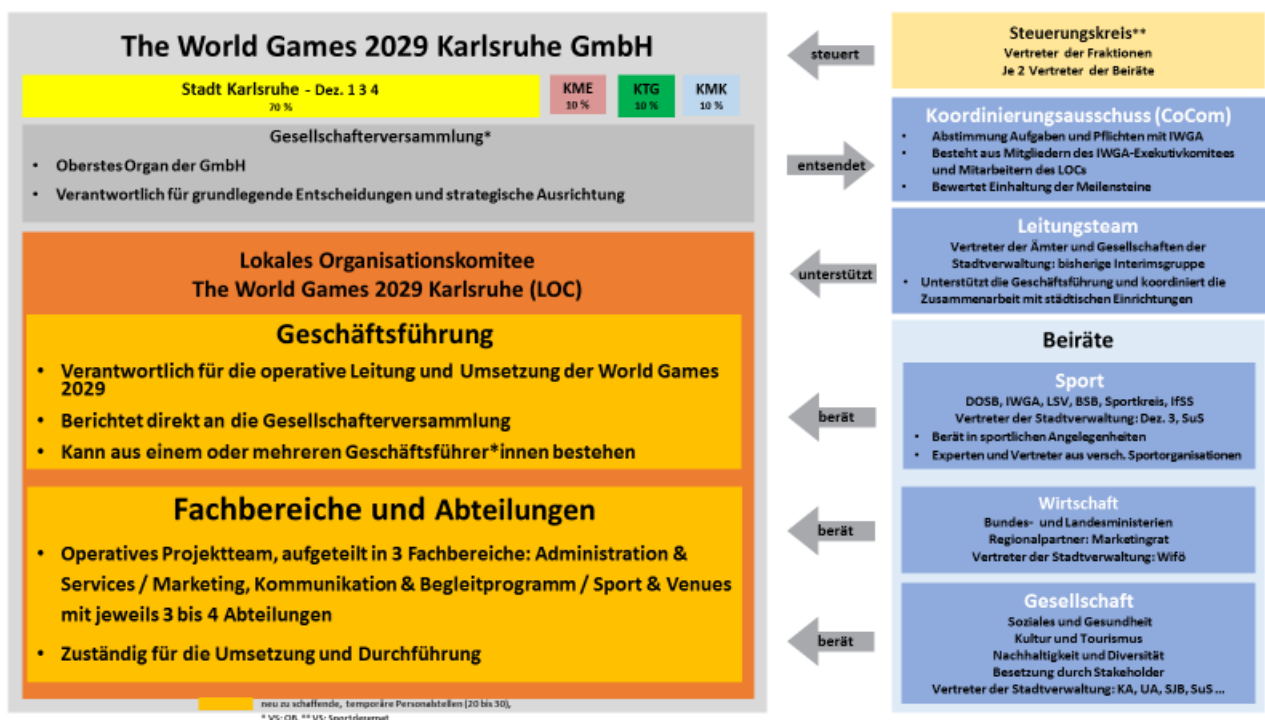 The World Games 2029 Karlsruhe GmbH
Stadt Karlsruhe - Dez. 1 3 4
70 %
KME
10 %
KTG
10 %
KMK
10 %
Gesellschafterversammlung*
• Oberstes Organ der GmbH
• Verantwortlich für grundlegende Entscheidungen und strategische Ausrichtung
Lokales Organisationskomitee
The World Games 2029 Karlsruhe (LOC)
Geschäftsführung
• Verantwortlich für die operative Leitung und Umsetzung der World Games
2029
• Berichtet direkt an die Gesellschafterversammlung
• Kann aus einem oder mehreren Geschäftsführer*innen bestehen
Fachbereiche und Abteilungen
• Operatives Projektteam, aufgeteilt in 3 Fachbereiche: Administration &
Services / Marketing, Kommunikation & Begleitprogramm / Sport & Venues
mit jeweils 3 bis 4 Abteilungen
• Zuständig für die Umsetzung und Durchführung
neu zu schaffende, temporäre Personalstellen (20 bis 30),
* VS: OB, ** VS: Sportdezernat
steuert
entsendet
unterstützt
berät
berät
berät
Steuerungskreis**
Vertreter der Fraktionen
Je 2 Vertreter der Beiräte
Koordinierungsausschuss (CoCom)
• Abstimmung Aufgaben und Pflichten mit IWGA
• Besteht aus Mitgliedern des IWGA-Exekutivkomitees
und Mitarbeitern des LOCs
• Bewertet Einhaltung der Meilensteine
Leitungsteam
Vertreter der Ämter und Gesellschaften der
Stadtverwaltung: bisherige Interimsgruppe
• Unterstützt die Geschäftsführung und koordiniert die
Zusammenarbeit mit städtischen Einrichtungen
Beiräte
Sport
DOSB, IWGA, LSV, BSB, Sportkreis, IfSS
Vertreter der Stadtverwaltung: Dez. 3, SuS
• Berät in sportlichen Angelegenheiten
• Experten und Vertreter aus versch. Sportorganisationen
Wirtschaft
Bundes- und Landesministerien
Regionalpartner: Marketingrat
Vertreter der Stadtverwaltung: Wifö
Gesellschaft
Soziales und Gesundheit
Kultur und Tourismus
Nachhaltigkeit und Diversität
Besetzung durch Stakeholder
Vertreter der Stadtverwaltung: KA, UA, SJB, SuS ...